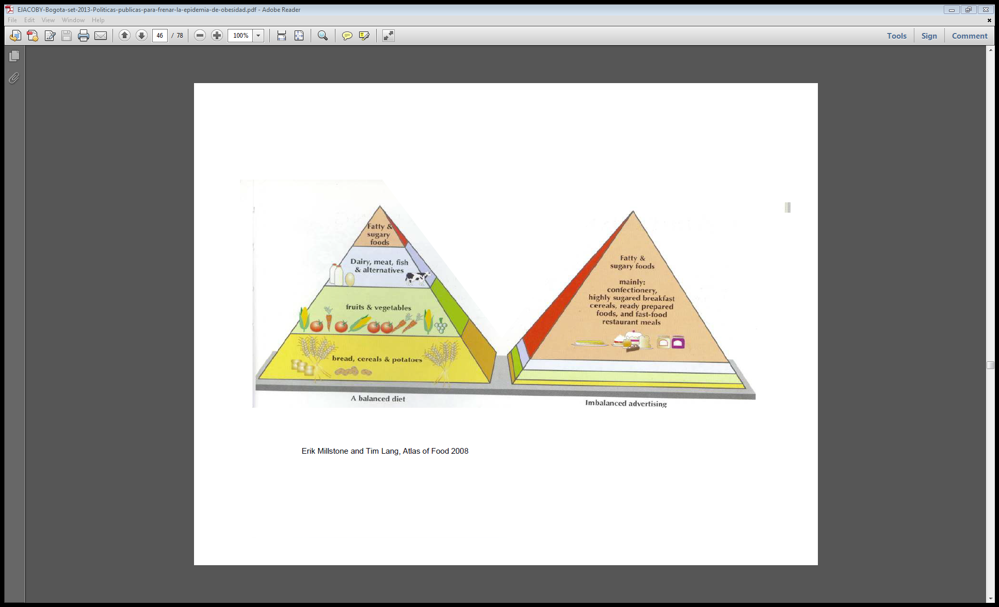 EJACOBY-Bogota-set-2013-Politicas-publicas-para-frenar-la-epidemia-de-obesidad.pdf - Adobe Reader
File Edit View Window Help
46 / 78 100% Tools Sign Comment
Fatty &
sugary
foods
Dairy, meat, fish
& alternatives
fruits & vegetables
bread, cereals & potatoes
A balanced diet
Fatty &
sugary foods
mainly:
confectionery,
highly sugared breakfast
cereals, ready prepared
foods, and fast-food
restaurant meals
Imbalanced advertising
Erik Millstone and Tim Lang, Atlas of Food 2008